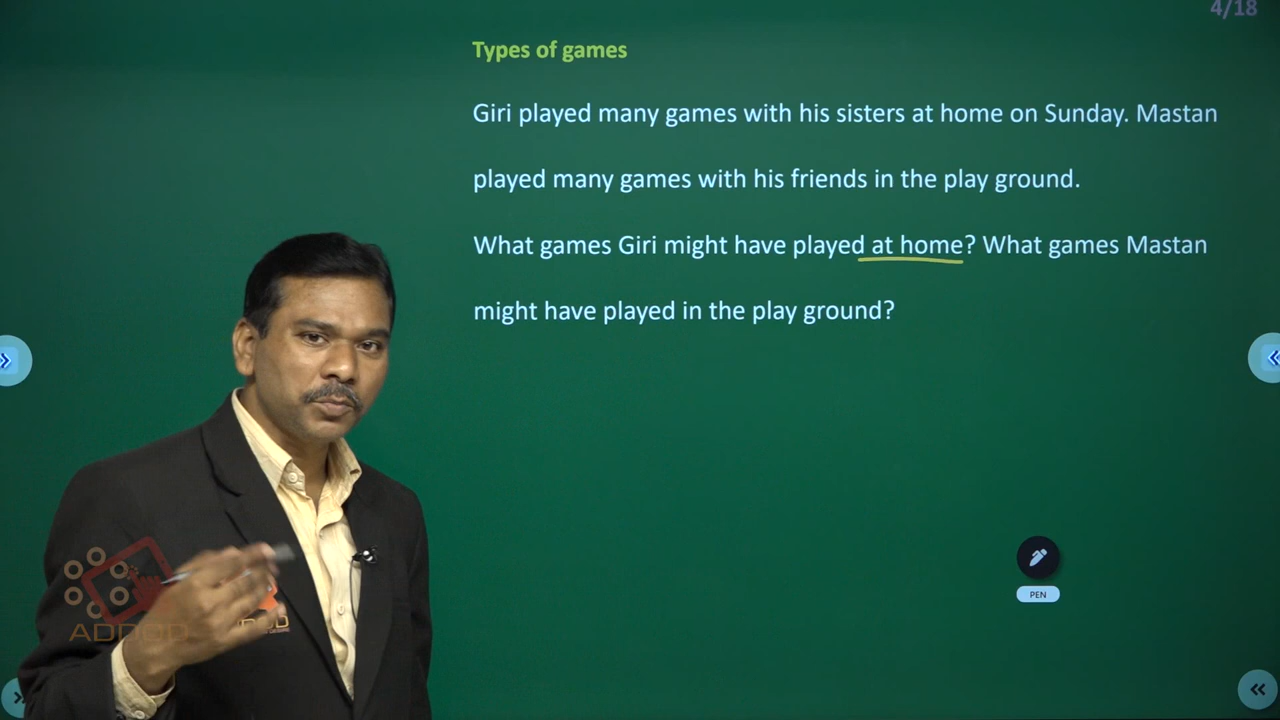 4/18
Types of games
Giri played many games with his sisters at home on Sunday. Mastan
played many games with his friends in the play ground.
What games Giri might have played at home? What games Mastan
might have played in the play ground?
PEN
ADDOD